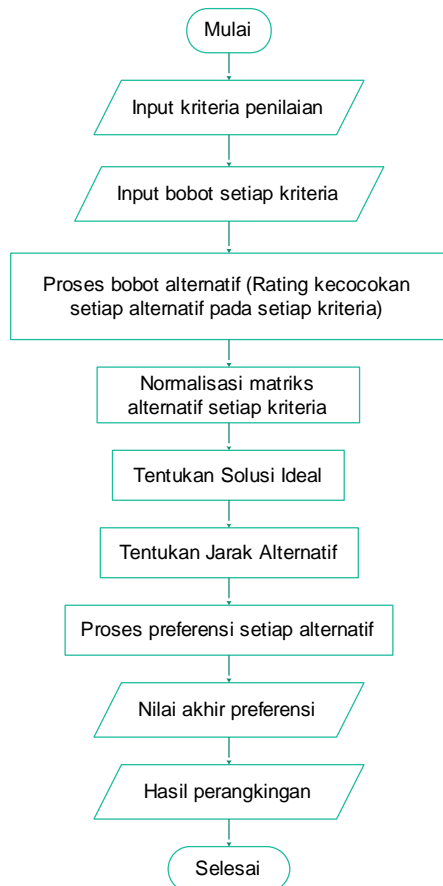 Mulai
Input kriteria penilaian
Input bobot setiap kriteria
Proses bobot alternatif (Rating kecocokan
setiap alternatif pada setiap kriteria)
Normalisasi matriks
alternatif setiap kriteria
Tentukan Solusi Ideal
Tentukan Jarak Alternatif
Proses preferensi setiap alternatif
Nilai akhir preferensi
Hasil perangkingan
Selesai